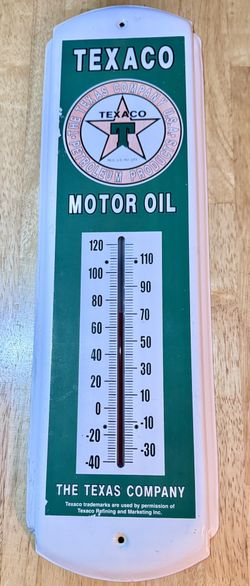 TEXACO
THE TEXAS COMPANY U.S.A.
TEXACO
T
PETROLEUM PRODUCTS
MOTOR OIL
120
110
100
90
80
70
60
50
40
30
20
10
0
-10
-20
-30
-40
THE TEXAS COMPANY
Texaco trademarks are used by permission of
Texaco Refining and Marketing Inc.